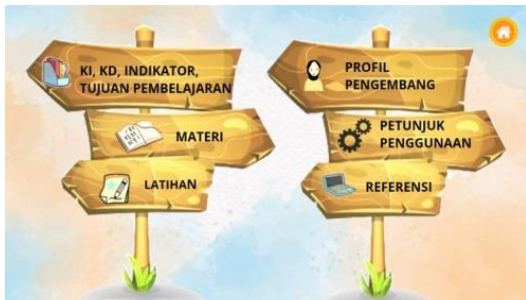 KI, KD, INDIKATOR,
TUJUAN PEMBELAJARAN
MATERI
LATIHAN
PROFIL
PENGEMBANG
PETUNJUK
PENGGUNAAN
REFERENSI